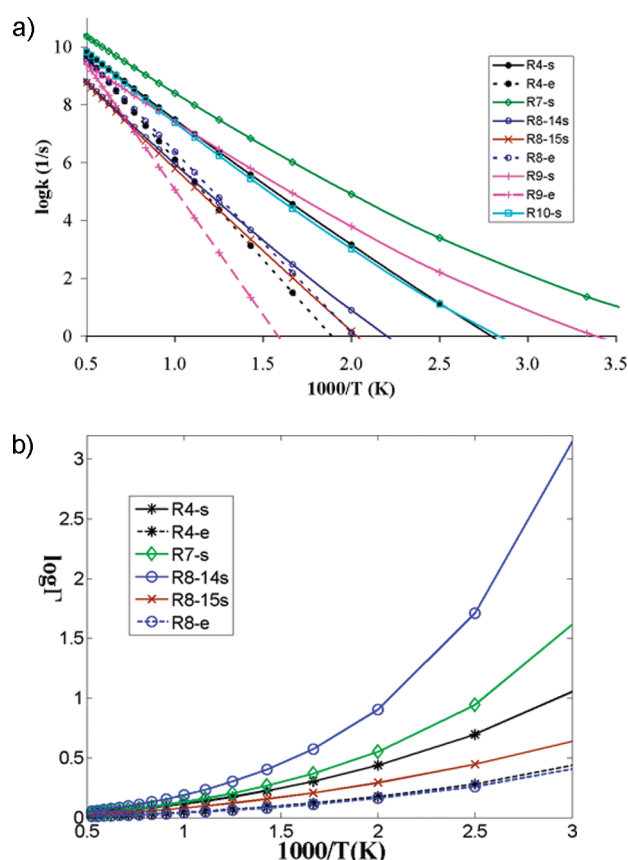 a)
10
8
6
4
2
0
logk (1/s)
0.5 1.0 1.5 2.0 2.5 3.0 3.5
1000/T (K)
R4-s
R4-e
R7-s
R8-14s
R8-15s
R8-e
R9-s
R9-e
R10-s
b)
3
2.5
2
1.5
1
0.5
0
logΓ
0.5 1 1.5 2 2.5 3
1000/T(K)
R4-s
R4-e
R7-s
R8-14s
R8-15s
R8-e